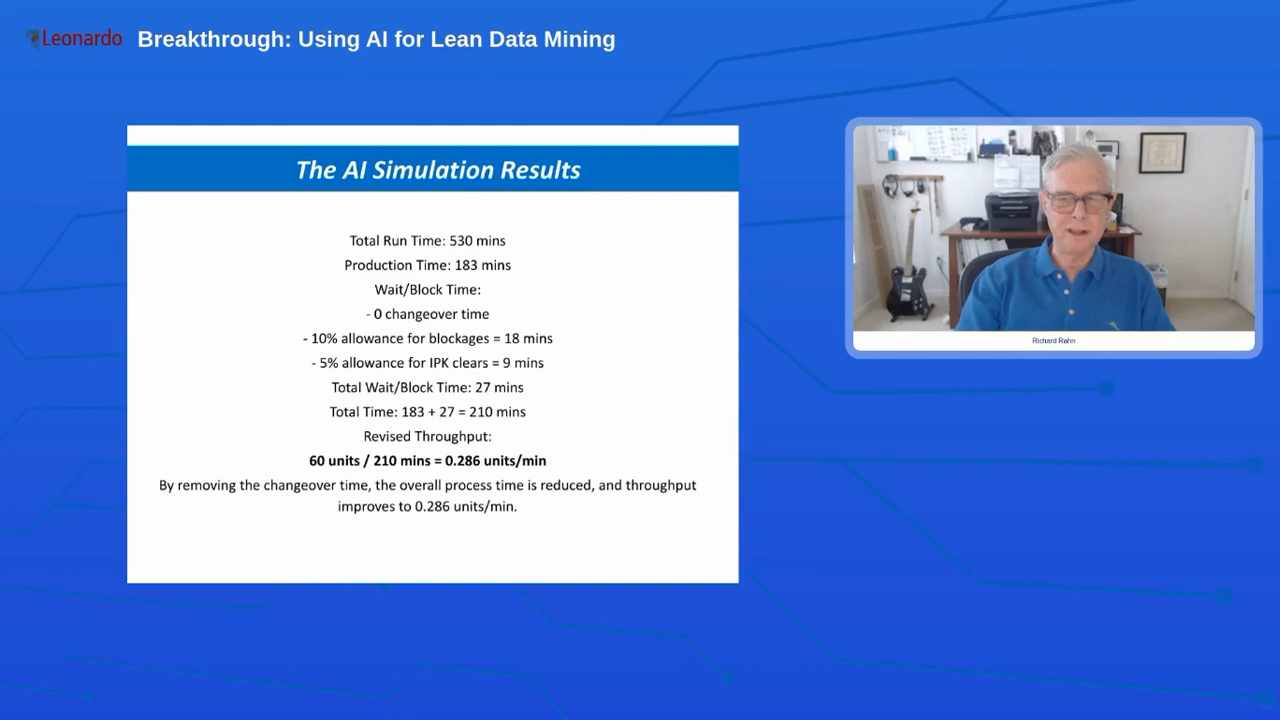 Leonardo
Breakthrough: Using AI for Lean Data Mining
The AI Simulation Results
Total Run Time: 530 mins
Production Time: 183 mins
Wait/Block Time:
- 0 changeover time
- 10% allowance for blockages = 18 mins
- 5% allowance for IPK clears = 9 mins
Total Wait/Block Time: 27 mins
Total Time: 183 + 27 = 210 mins
Revised Throughput:
60 units / 210 mins = 0.286 units/min
By removing the changeover time, the overall process time is reduced, and throughput
improves to 0.286 units/min.
Richard Rahn